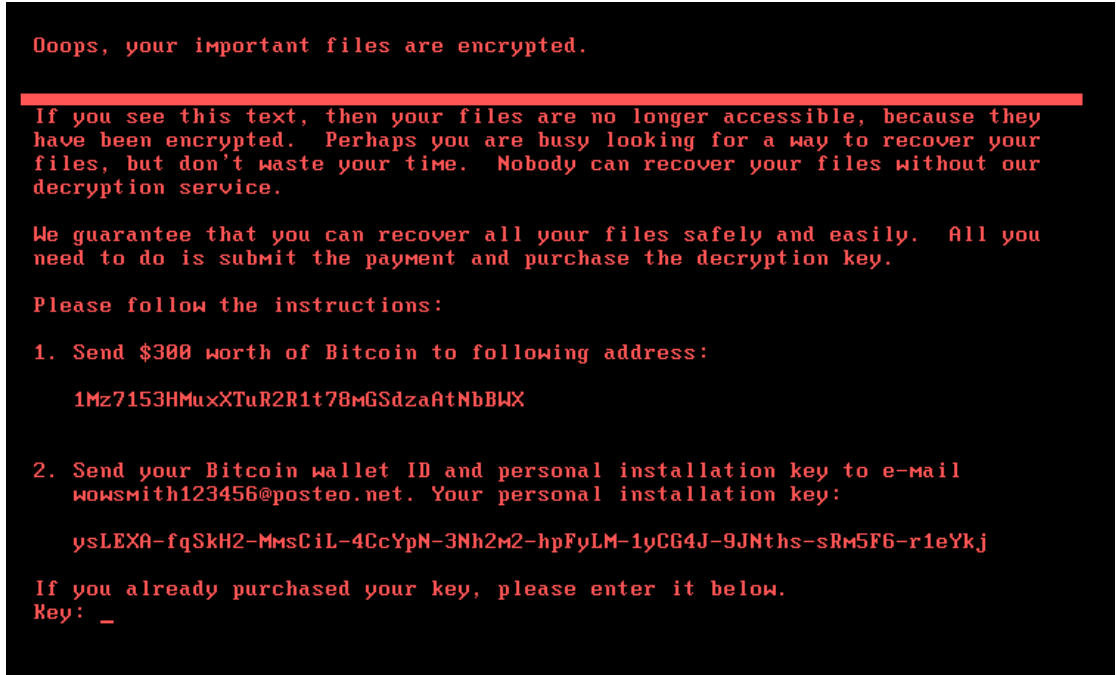 Ooops, your important files are encrypted.
If you see this text, then your files are no longer accessible, because they
have been encrypted.  Perhaps you are busy looking for a way to recover your
files, but don't waste your time.  Nobody can recover your files without our
decryption service.
We guarantee that you can recover all your files safely and easily.  All you
need to do is submit the payment and purchase the decryption key.
Please follow the instructions:
1. Send $300 worth of Bitcoin to following address:
1Mz7153HMuxXTuR2R1t78mGSdzaAtNbBWX
2. Send your Bitcoin wallet ID and personal installation key to e-mail
wowsmith123456@posteo.net. Your personal installation key:
ysLEXA-fqSkH2-MmsCiL-4CcYpN-3Nh2m2-hpFyLM-1yCG4J-9JNths-sRm5F6-r1eYkj
If you already purchased your key, please enter it below.
Key: _